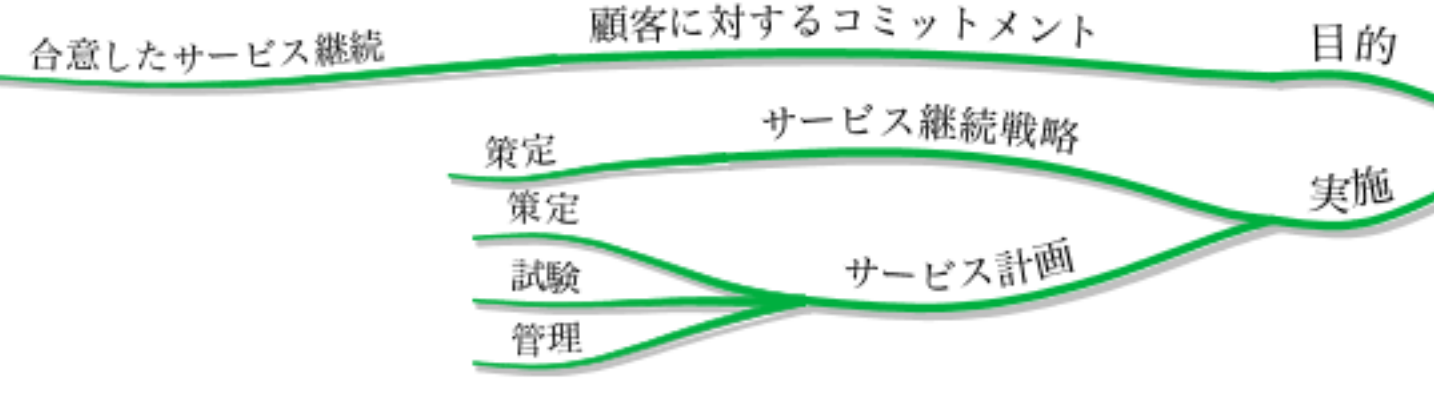 合意したサービス継続
顧客に対するコミットメント
目的
サービス継続戦略
策定
実施
策定
サービス計画
試験
管理